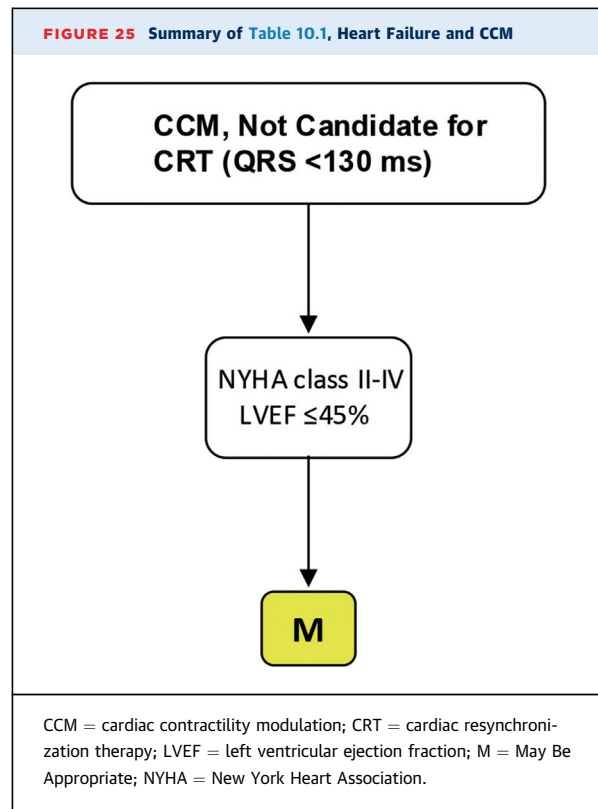 FIGURE 25 Summary of Table 10.1, Heart Failure and CCM
CCM, Not Candidate for
CRT (QRS <130 ms)
NYHA class II-IV
LVEF ≤45%
M
CCM = cardiac contractility modulation; CRT = cardiac resynchroni-
zation therapy; LVEF = left ventricular ejection fraction; M = May Be
Appropriate; NYHA = New York Heart Association.